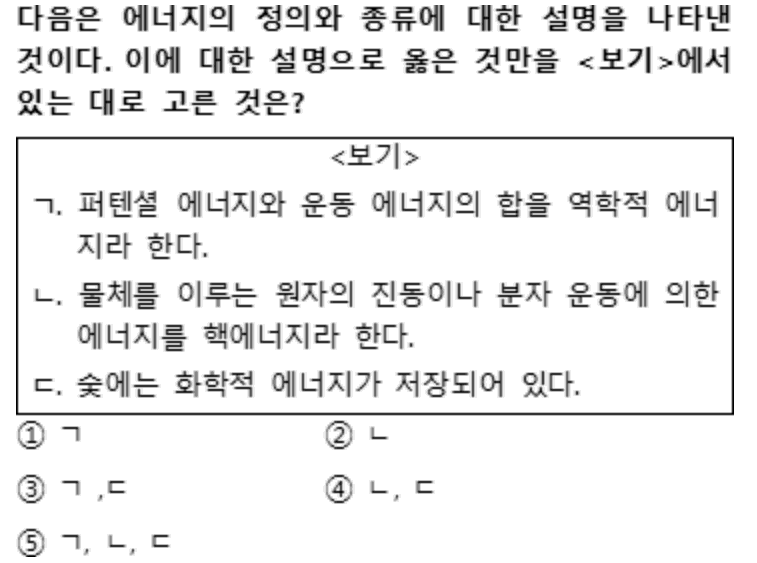 다음은 에너지의 정의와 종류에 대한 설명을 나타낸
것이다. 이에 대한 설명으로 옳은 것만을 <보기>에서
있는 대로 고른 것은?
<보기>
ㄱ. 퍼텐셜 에너지와 운동 에너지의 합을 역학적 에너
지라 한다.
ㄴ. 물체를 이루는 원자의 진동이나 분자 운동에 의한
에너지를 핵에너지라 한다.
ㄷ. 숯에는 화학적 에너지가 저장되어 있다.
① ㄱ ② ㄴ
③ ㄱ ,ㄷ ④ ㄴ, ㄷ
⑤ ㄱ, ㄴ, ㄷ